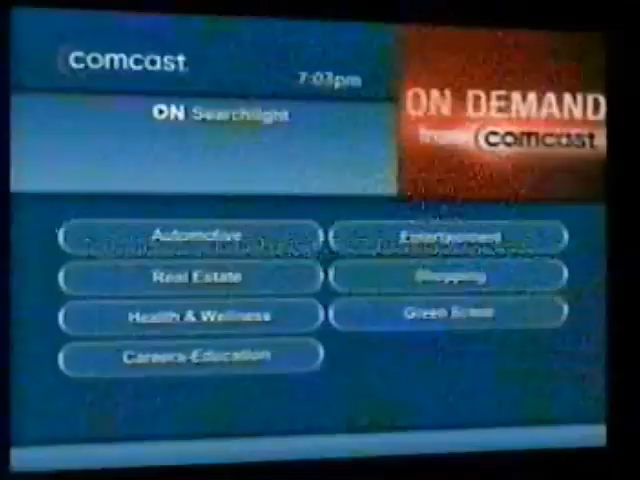 comcast
7:03pm
ON Searchlight
ON DEMAND
from comcast
Automotive
Entertainment
Real Estate
Shopping
Health & Wellness
Green Scene
Careers-Education